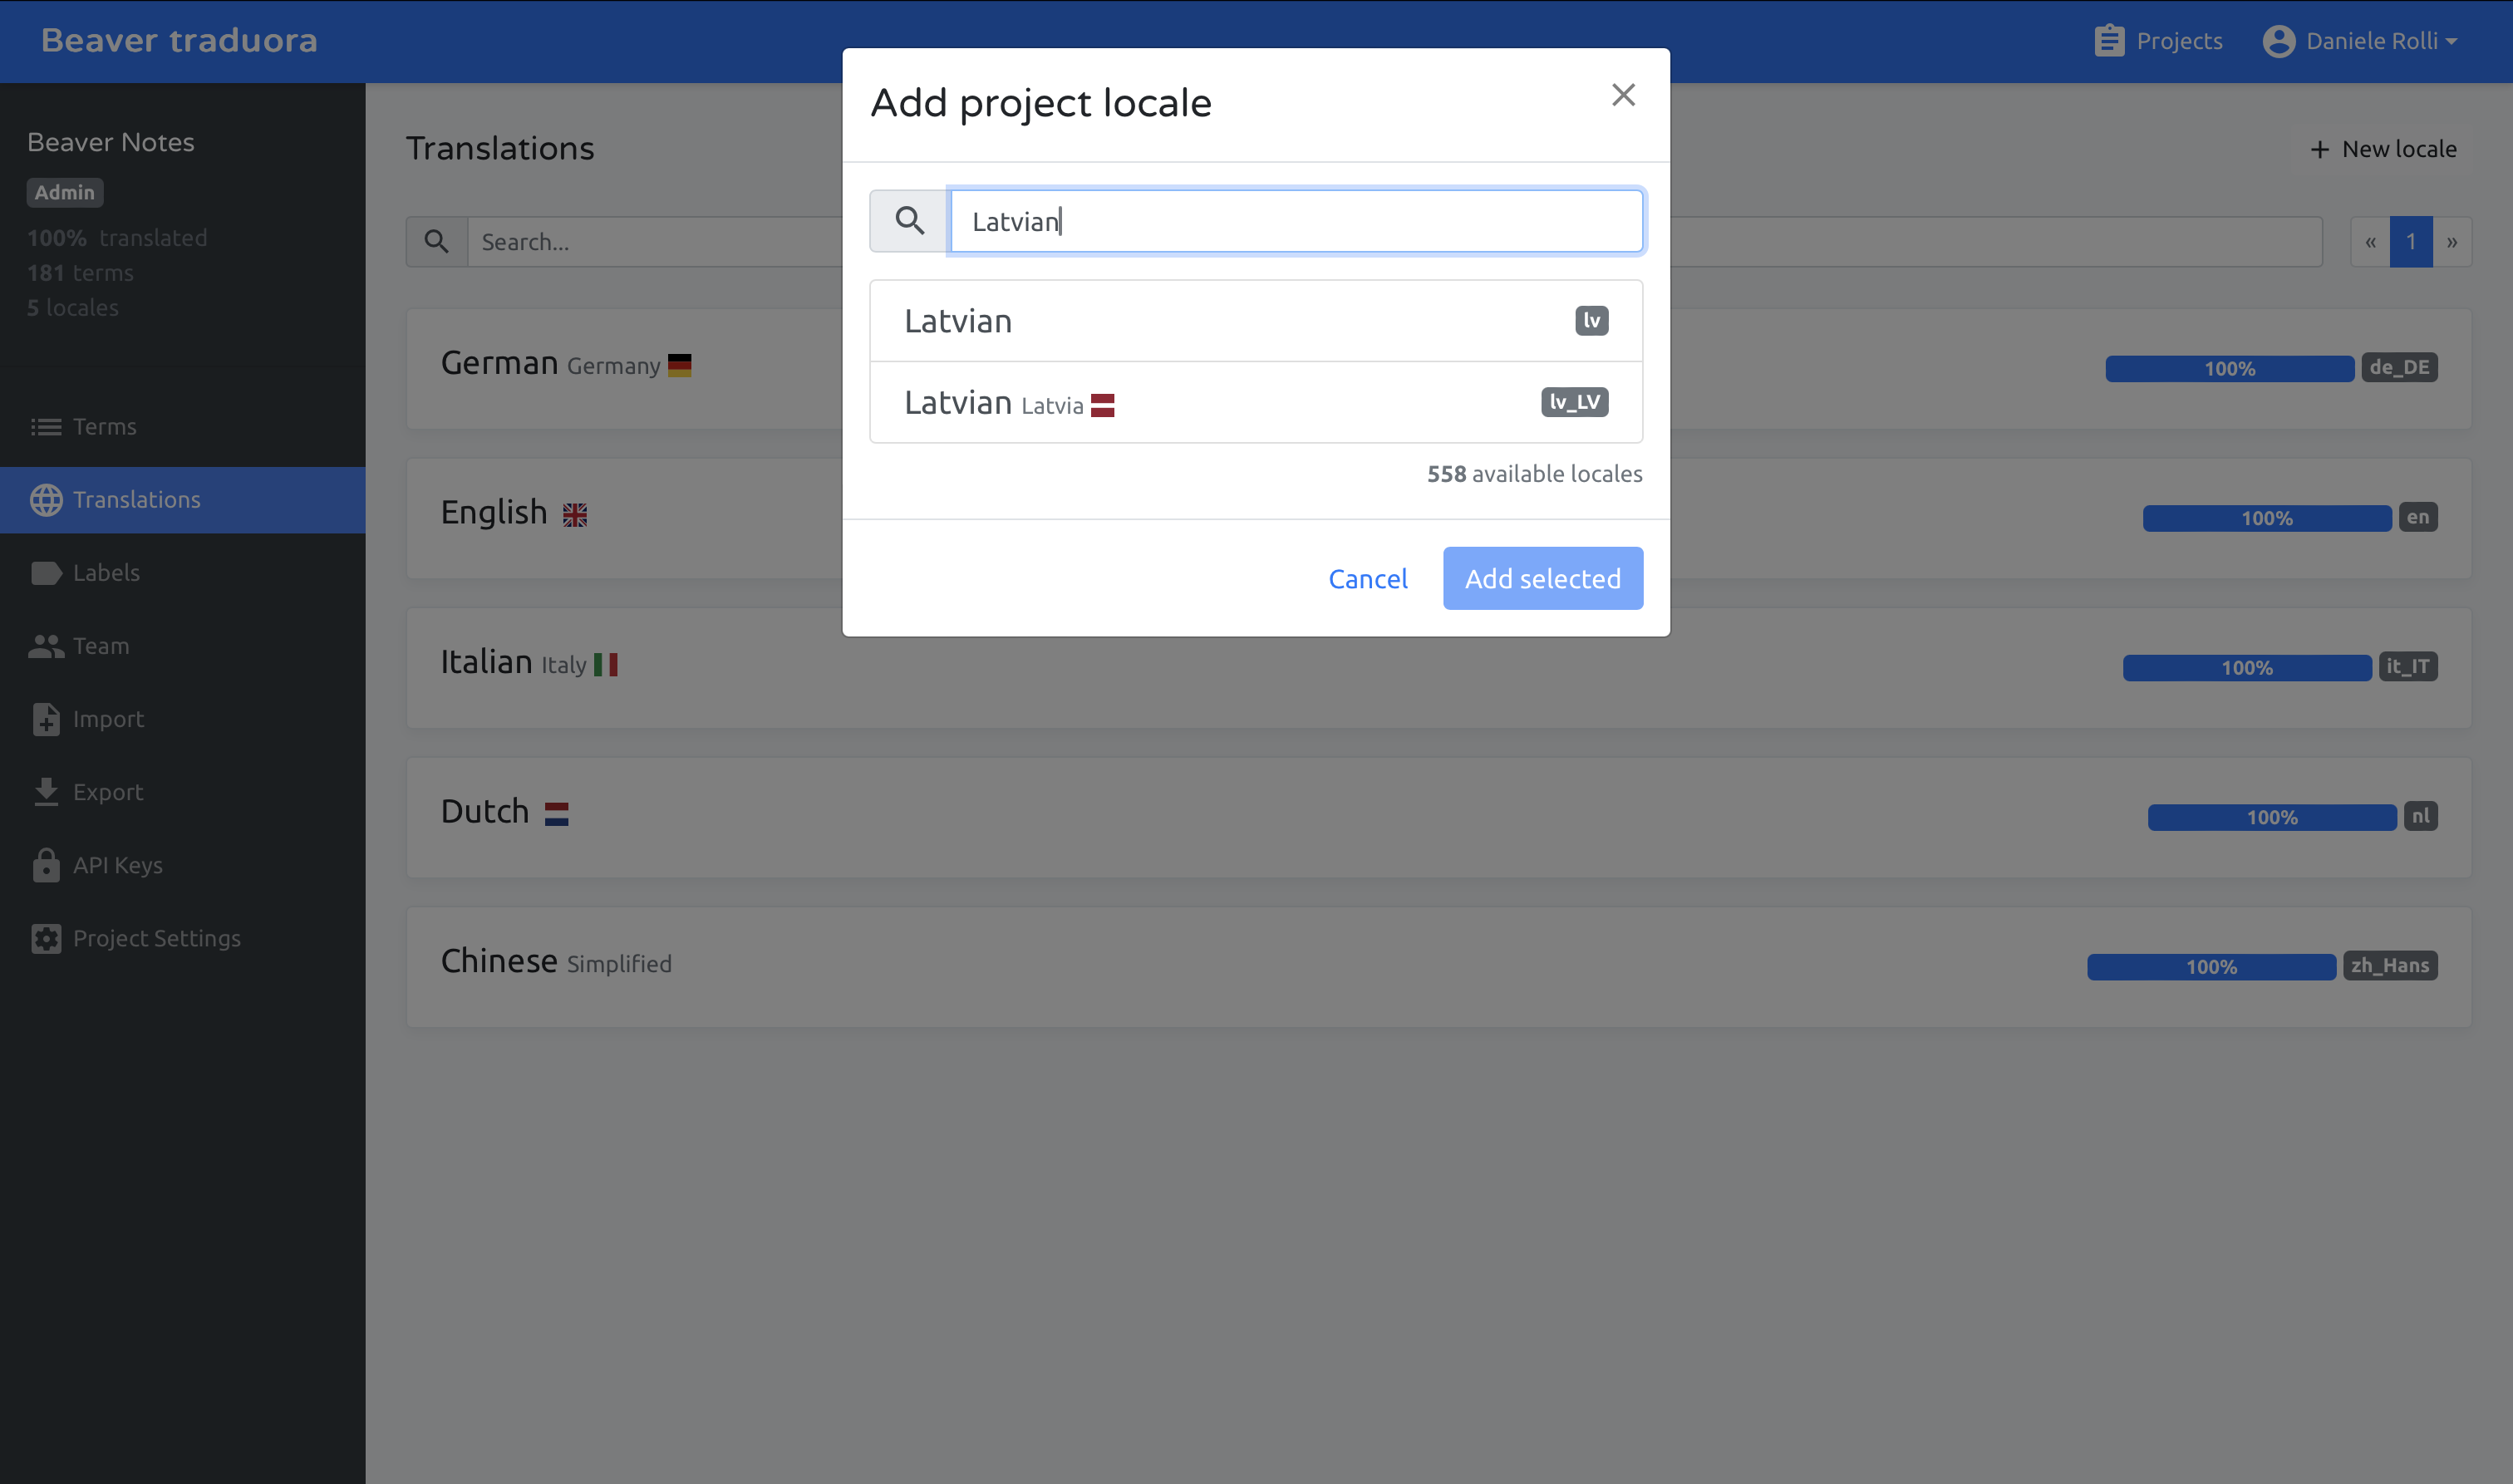 Beaver traduora
Projects
Daniele Rolli
Beaver Notes
Admin
100% translated
181 terms
5 locales
Terms
Translations
Labels
Team
Import
Export
API Keys
Project Settings
Translations
+ New locale
Search...
« 1 »
German Germany
100% de_DE
English
100% en
Italian Italy
100% it_IT
Dutch
100% nl
Chinese Simplified
100% zh_Hans
Add project locale
Latvian
Latvian lv
Latvian Latvia lv_LV
558 available locales
Cancel
Add selected